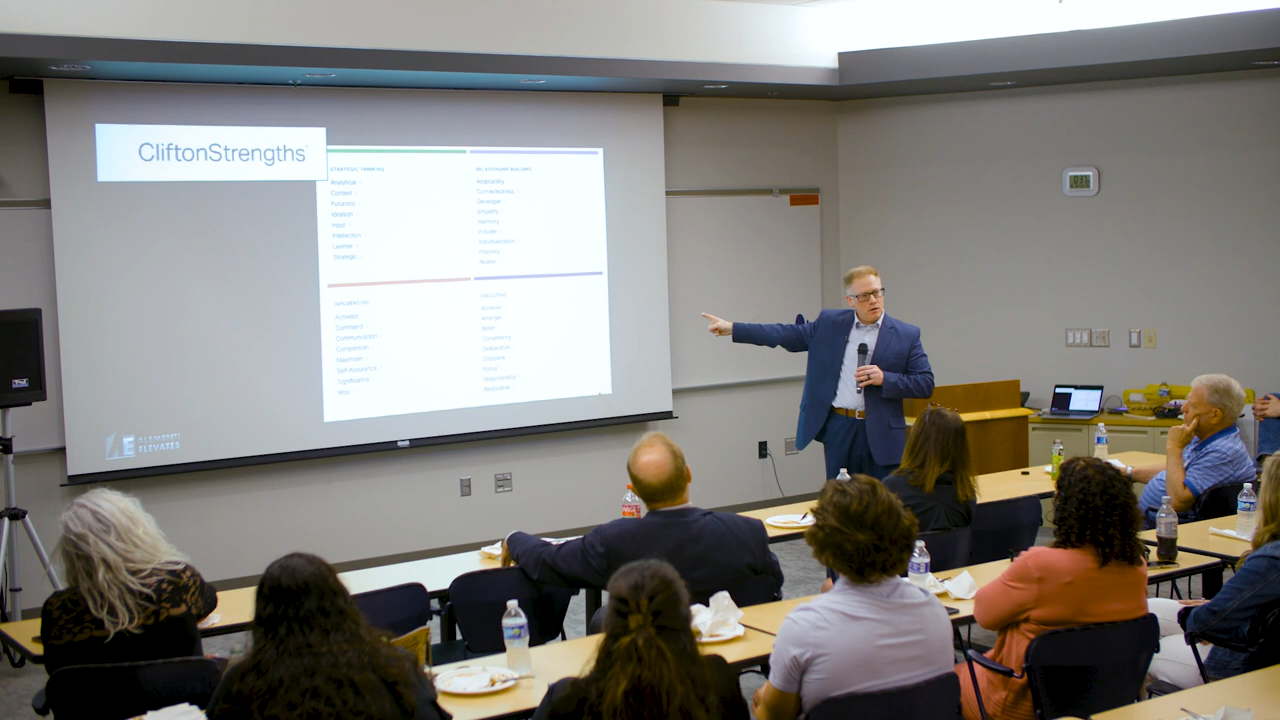 CliftonStrengths
STRATEGIC THINKING
Analytical
Context
Futuristic
Ideation
Input
Intellection
Learner
Strategic
RELATIONSHIP BUILDING
Adaptability
Connectedness
Developer
Empathy
Harmony
Includer
Individualization
Positivity
Relator
INFLUENCING
Activator
Command
Communication
Competition
Maximizer
Self-Assurance
Significance
Woo
EXECUTING
Achiever
Arranger
Belief
Consistency
Deliberative
Discipline
Focus
Responsibility
Restorative
AE
ELEVATES